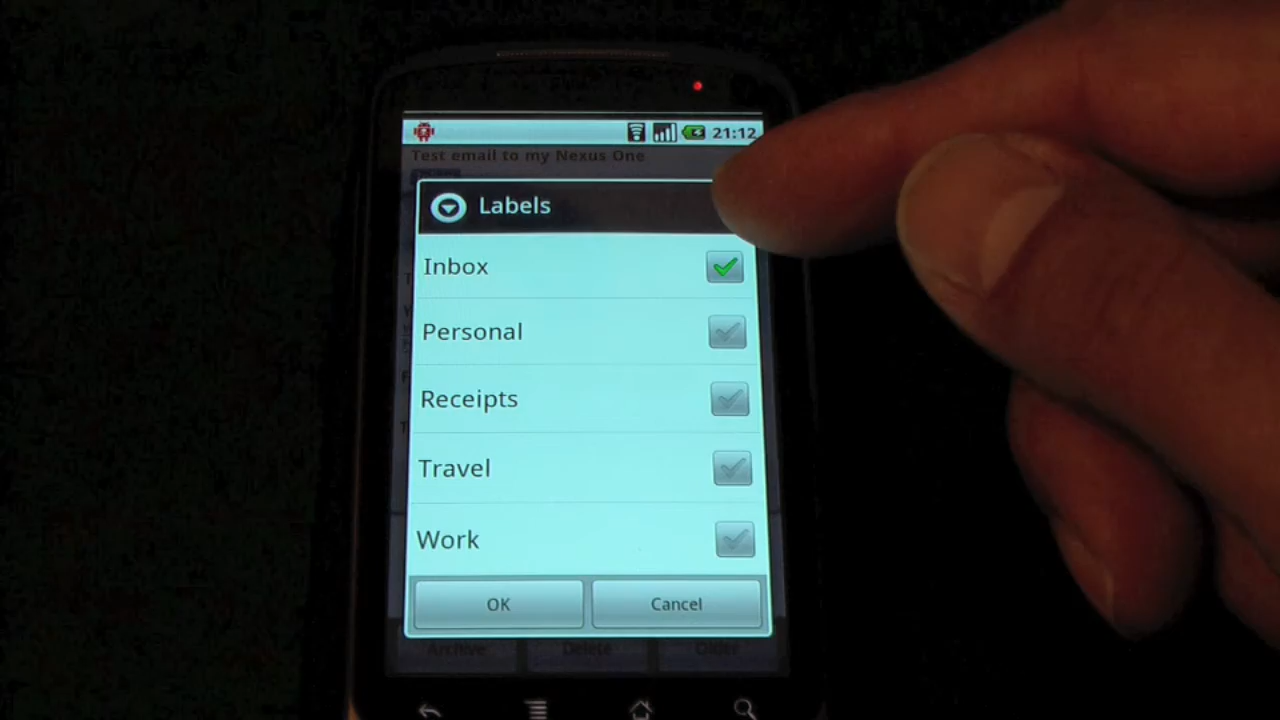 21:12
Test email to my Nexus One
Labels
Inbox
Personal
Receipts
Travel
Work
OK Cancel
Archive Delete Older